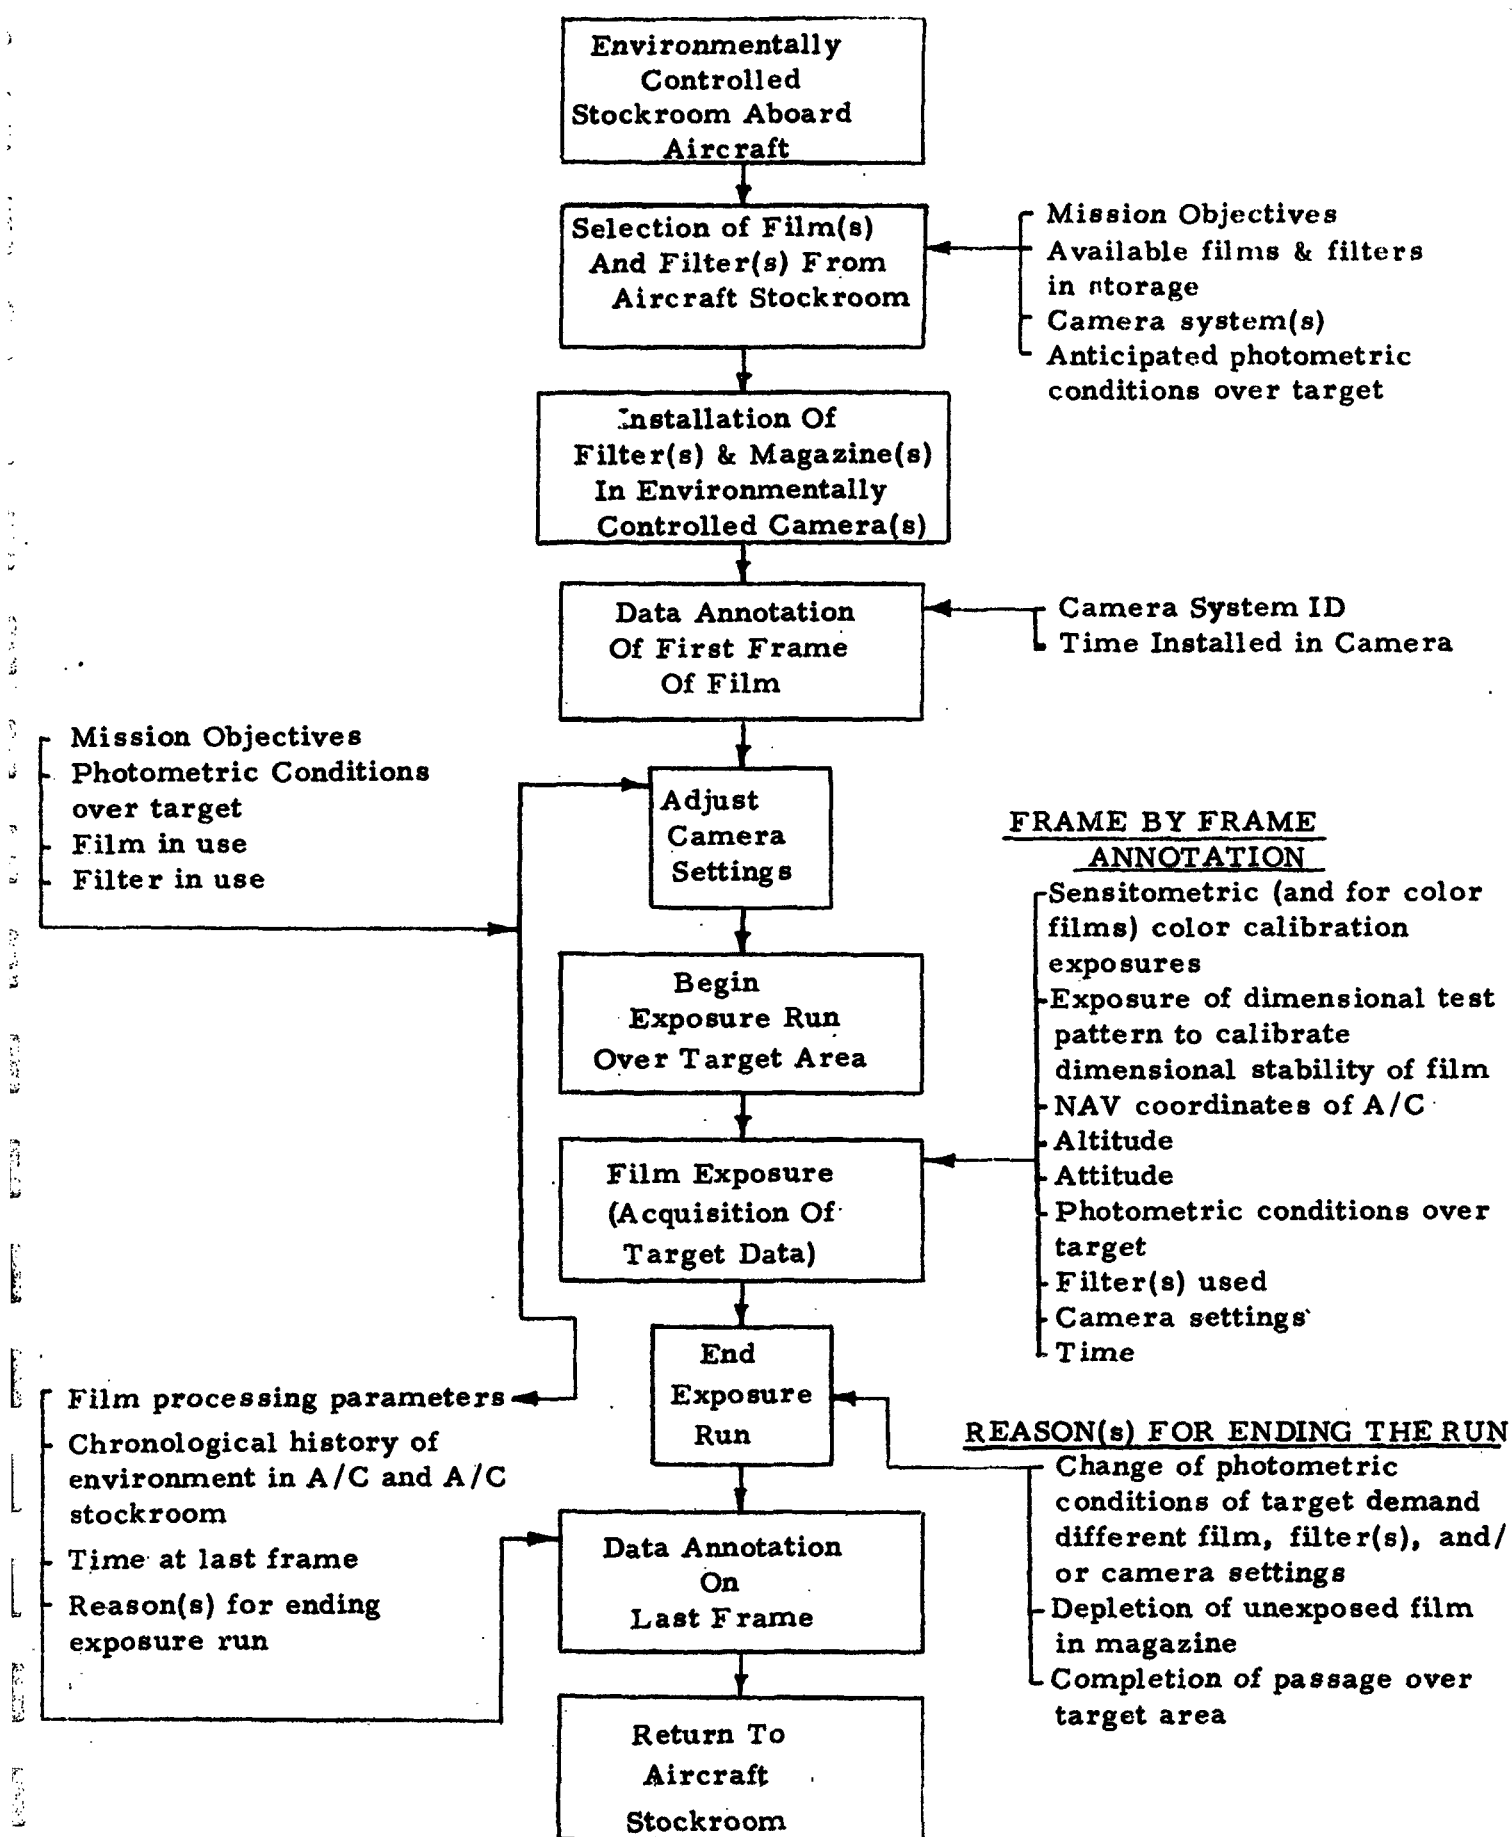 Environmentally
Controlled
Stockroom Aboard
Aircraft
Selection of Film(s)
And Filter(s) From
Aircraft Stockroom
Mission Objectives
Available films & filters
in storage
Camera system(s)
Anticipated photometric
conditions over target
Installation Of
Filter(s) & Magazine(s)
In Environmentally
Controlled Camera(s)
Data Annotation
Of First Frame
Of Film
Camera System ID
Time Installed in Camera
Mission Objectives
Photometric Conditions
over target
Film in use
Filter in use
Adjust
Camera
Settings
FRAME BY FRAME
ANNOTATION
Sensitometric (and for color
films) color calibration
exposures
Exposure of dimensional test
pattern to calibrate
dimensional stability of film
NAV coordinates of A/C
Altitude
Attitude
Photometric conditions over
target
Filter(s) used
Camera settings
Time
Begin
Exposure Run
Over Target Area
Film Exposure
(Acquisition Of
Target Data)
End
Exposure
Run
Film processing parameters
Chronological history of
environment in A/C and A/C
stockroom
Time at last frame
Reason(s) for ending
exposure run
REASON(s) FOR ENDING THE RUN
Change of photometric
conditions of target demand
different film, filter(s), and/
or camera settings
Depletion of unexposed film
in magazine
Completion of passage over
target area
Data Annotation
On
Last Frame
Return To
Aircraft
Stockroom